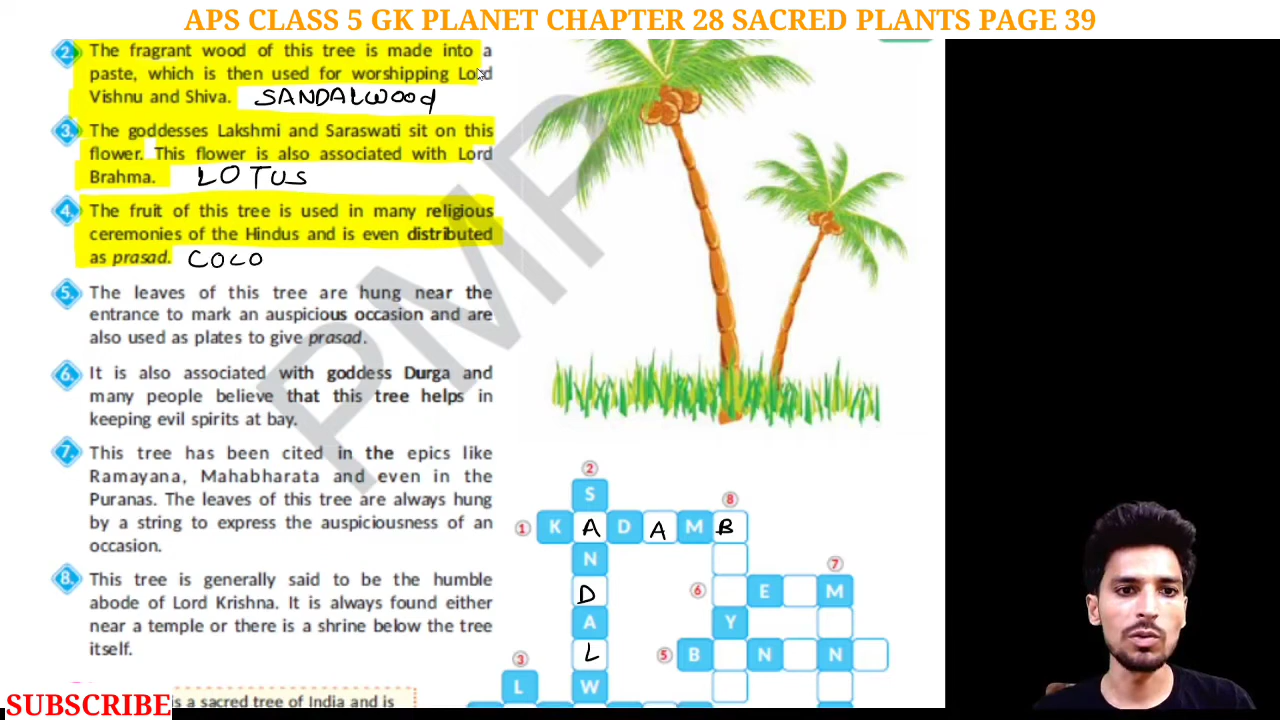 APS CLASS 5 GK PLANET CHAPTER 28 SACRED PLANTS PAGE 39
2. The fragrant wood of this tree is made into a
paste, which is then used for worshipping Lord
Vishnu and Shiva. SANDALWOOd
3. The goddesses Lakshmi and Saraswati sit on this
flower. This flower is also associated with Lord
Brahma. LOTUS
4. The fruit of this tree is used in many religious
ceremonies of the Hindus and is even distributed
as prasad. COCO
5. The leaves of this tree are hung near the
entrance to mark an auspicious occasion and are
also used as plates to give prasad.
6. It is also associated with goddess Durga and
many people believe that this tree helps in
keeping evil spirits at bay.
7. This tree has been cited in the epics like
Ramayana, Mahabharata and even in the
Puranas. The leaves of this tree are always hung
by a string to express the auspiciousness of an
occasion.
8. This tree is generally said to be the humble
abode of Lord Krishna. It is always found either
near a temple or there is a shrine below the tree
itself.
PMP
2
S 8
1 K A D A M B
N 7
6 D E M
A Y
3 L 5 B N N
L W
is a sacred tree of India and is
SUBSCRIBE